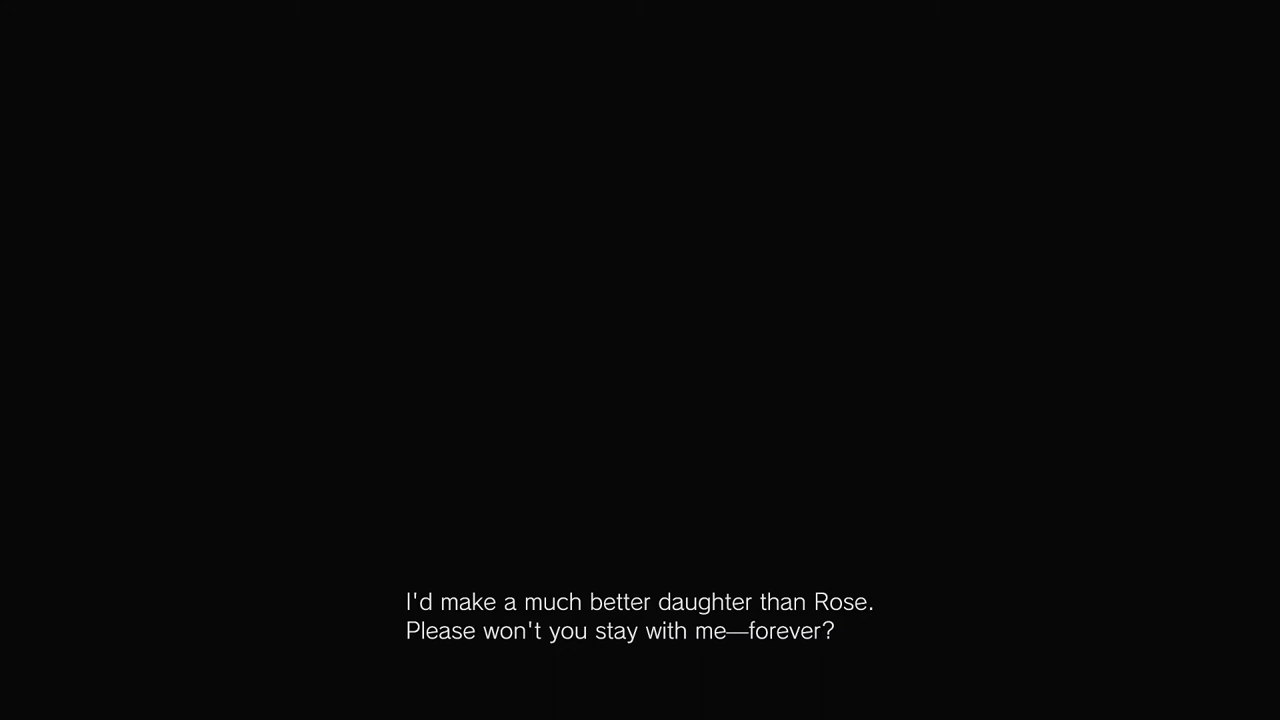 I'd make a much better daughter than Rose.
Please won't you stay with me—forever?